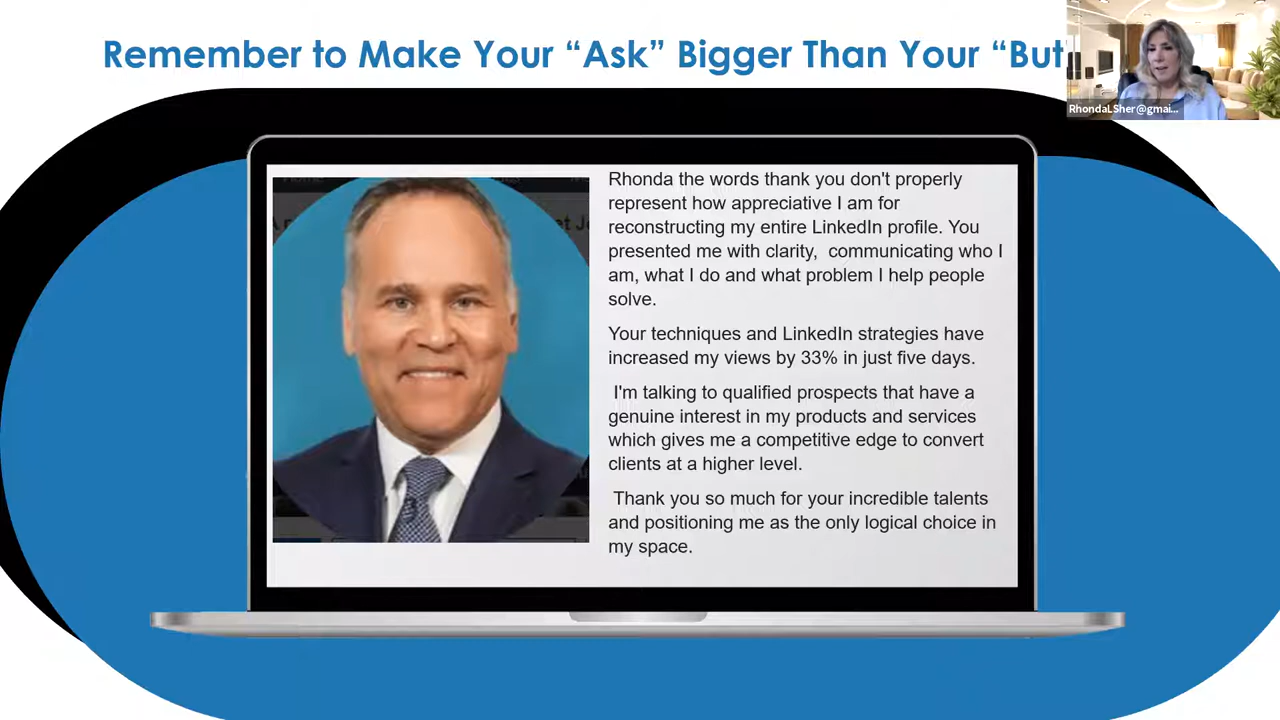 Remember to Make Your “Ask” Bigger Than Your “But
RhondaLSher@gmai...
Rhonda the words thank you don't properly
represent how appreciative I am for
reconstructing my entire LinkedIn profile. You
presented me with clarity,  communicating who I
am, what I do and what problem I help people
solve.
Your techniques and LinkedIn strategies have
increased my views by 33% in just five days.
I'm talking to qualified prospects that have a
genuine interest in my products and services
which gives me a competitive edge to convert
clients at a higher level.
Thank you so much for your incredible talents
and positioning me as the only logical choice in
my space.